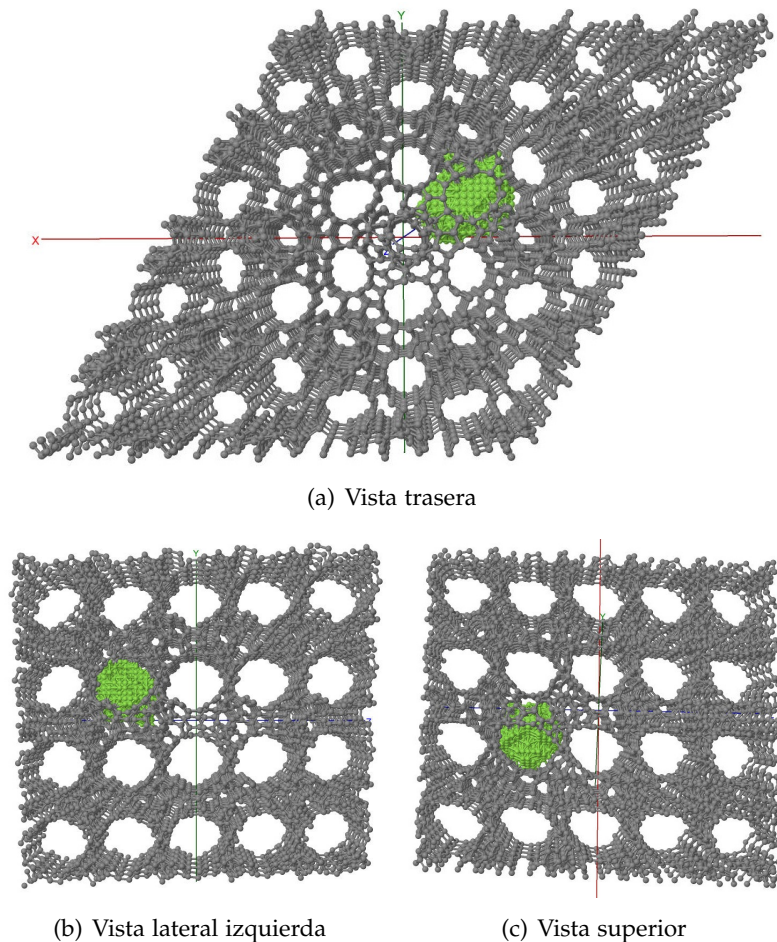 Y
X
Z
(a) Vista trasera
Y
Z
Y
(b) Vista lateral izquierda
(c) Vista superior